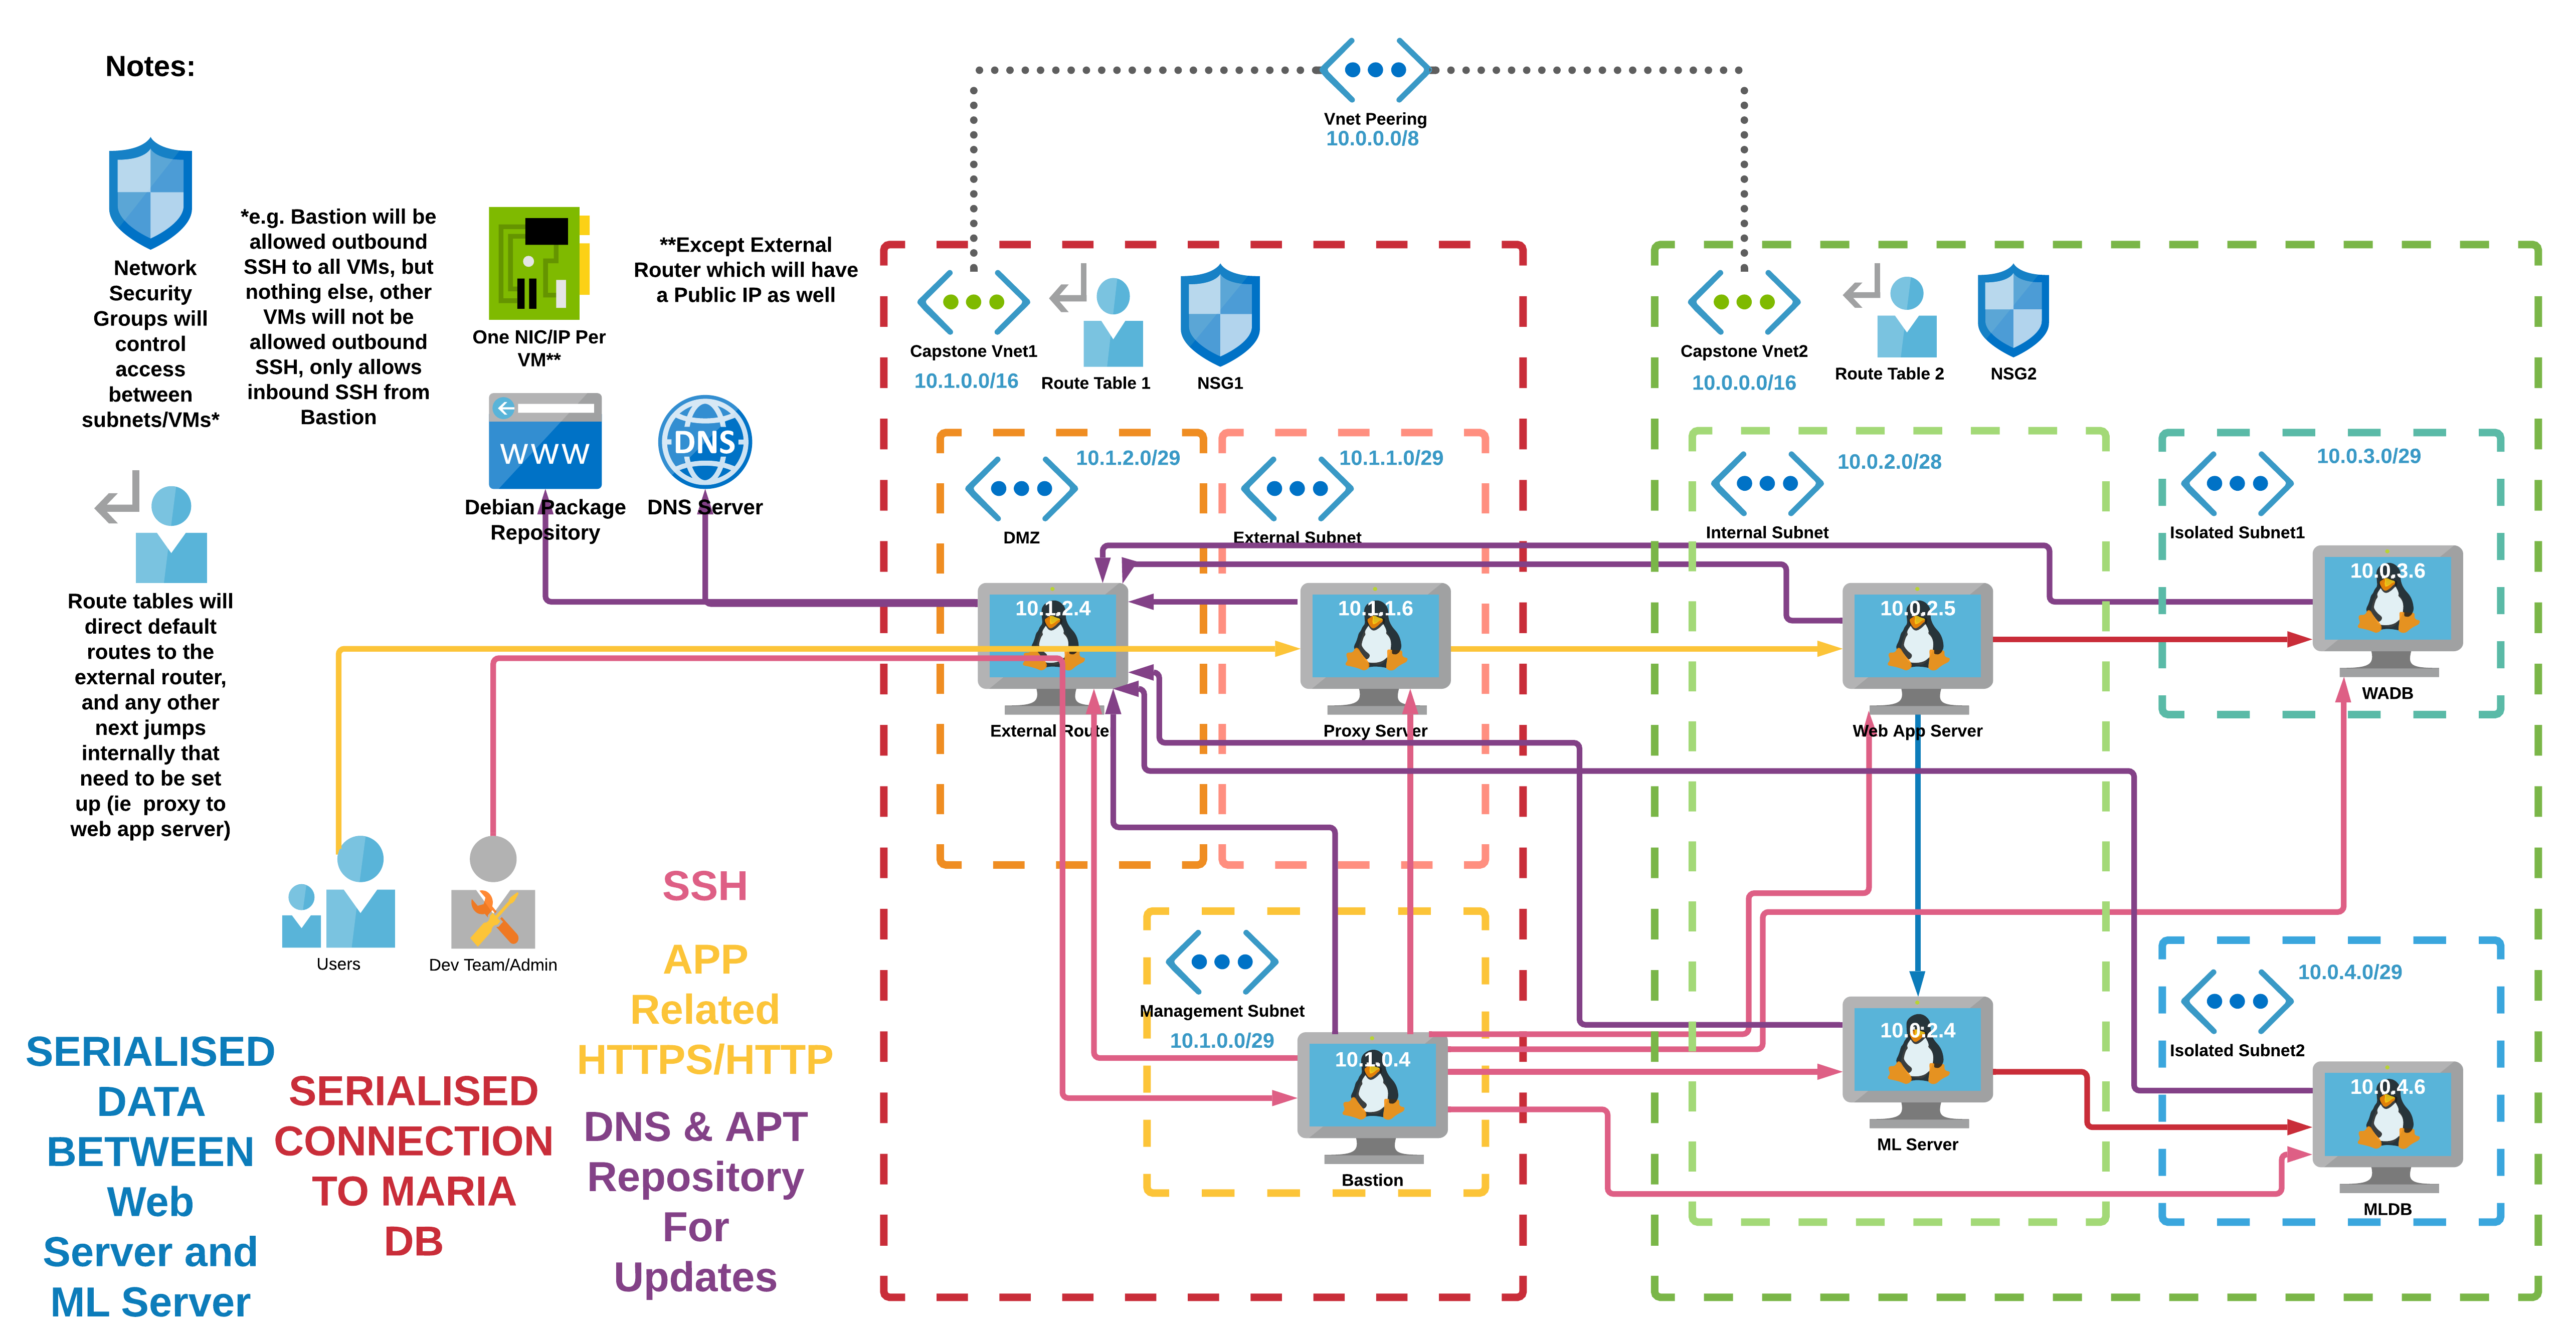 Notes:
Network
Security
Groups will
control
access
between
subnets/VMs*
*e.g. Bastion will be
allowed outbound
SSH to all VMs, but
nothing else, other
VMs will not be
allowed outbound
SSH, only allows
inbound SSH from
Bastion
One NIC/IP Per
VM**
**Except External
Router which will have
a Public IP as well
WWW
Debian Package
Repository
DNS
DNS Server
Route tables will
direct default
routes to the
external router,
and any other
next jumps
internally that
need to be set
up (ie proxy to
web app server)
Users
Dev Team/Admin
SERIALISED
DATA
BETWEEN
Web
Server and
ML Server
SERIALISED
CONNECTION
TO MARIA
DB
SSH
APP
Related
HTTPS/HTTP
DNS & APT
Repository
For
Updates
Vnet Peering
10.0.0.0/8
Capstone Vnet1
10.1.0.0/16
Route Table 1
NSG1
10.1.2.0/29
DMZ
10.1.1.0/29
External Subnet
10.1.2.4
External Route
10.1.1.6
Proxy Server
Management Subnet
10.1.0.0/29
10.1.0.4
Bastion
Capstone Vnet2
10.0.0.0/16
Route Table 2
NSG2
10.0.2.0/28
Internal Subnet
10.0.3.0/29
Isolated Subnet1
10.0.2.5
Web App Server
10.0.3.6
WADB
10.0.2.4
ML Server
10.0.4.0/29
Isolated Subnet2
10.0.4.6
MLDB